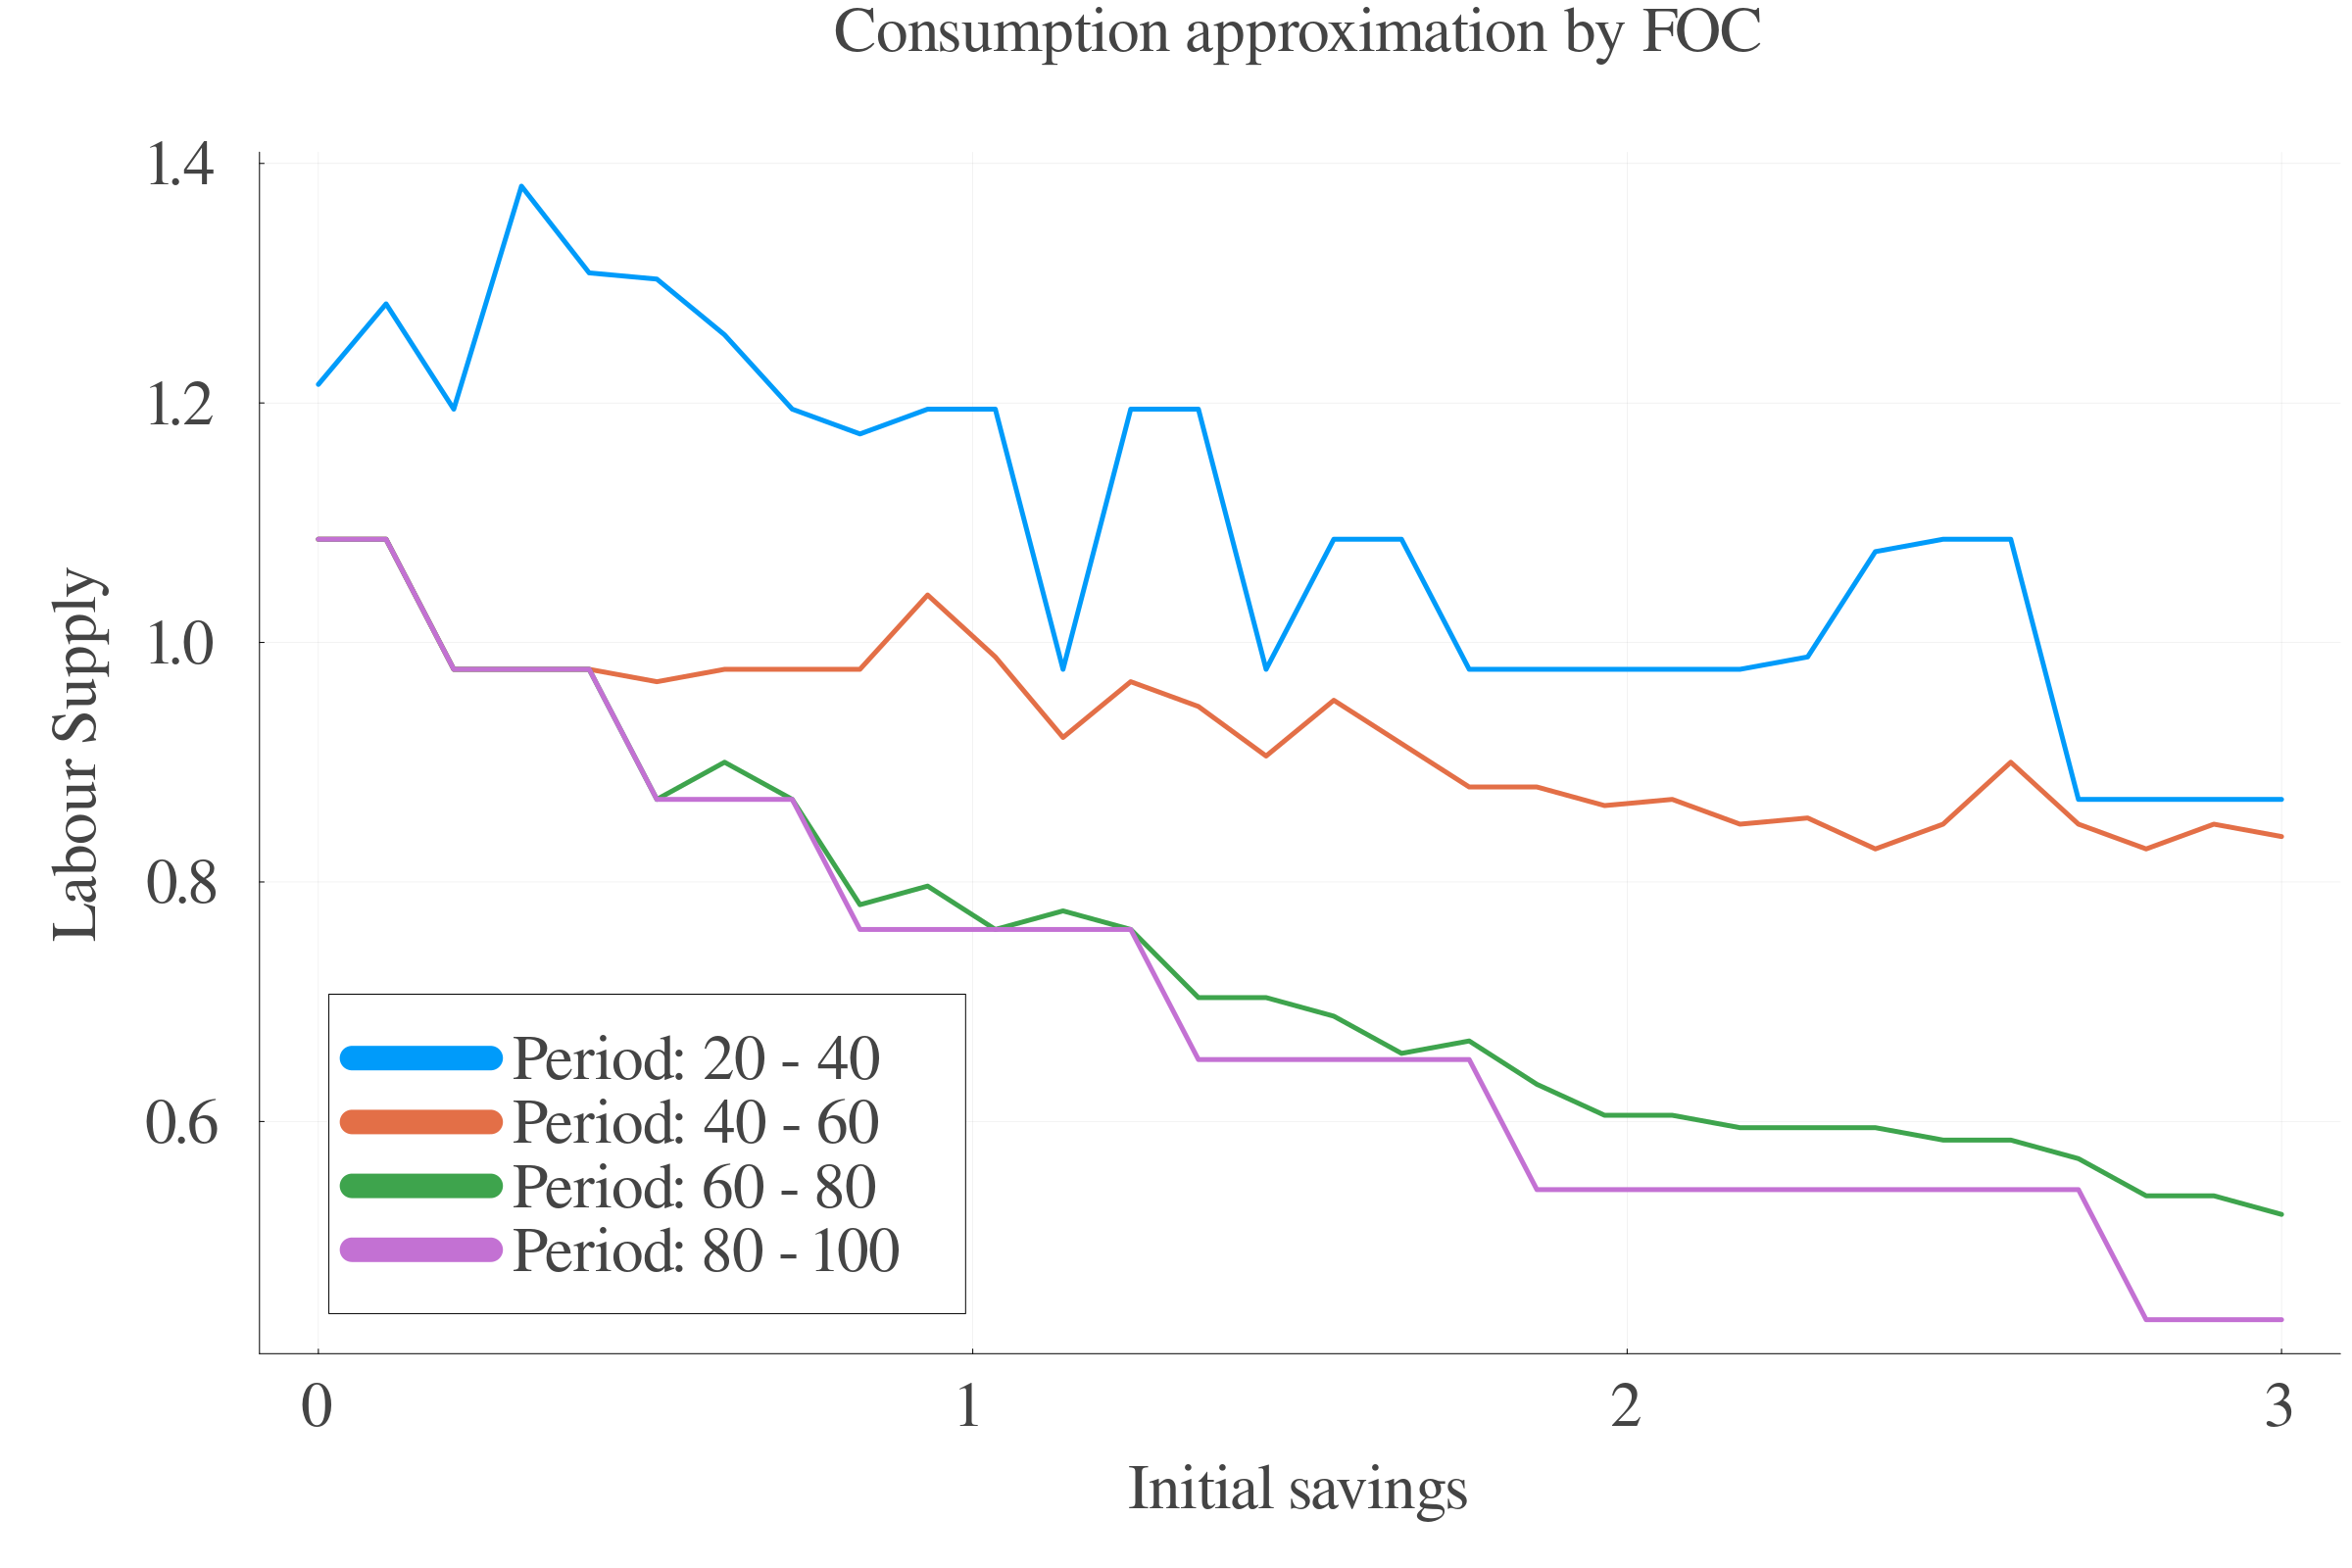 Consumption approximation by FOC
1.4
1.2
1.0
0.8
0.6
Labour Supply
Period: 20 - 40
Period: 40 - 60
Period: 60 - 80
Period: 80 - 100
0 1 2 3
Initial savings